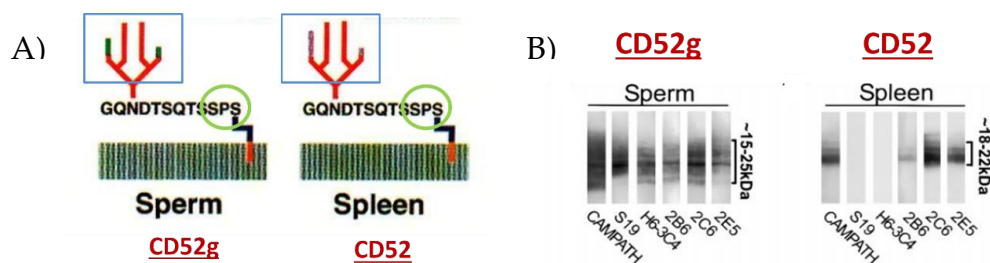 A)
GQNDTSQTSSPS
Sperm
CD52g
GQNDTSQTSSPS
Spleen
CD52
B)
CD52g
Sperm
~15-25kDa
CAMPATH
S19
H6-3C4
2B6
2C6
2E5
CD52
Spleen
~18-22kDa
CAMPATH
S19
H6-3C4
2B6
2C6
2E5